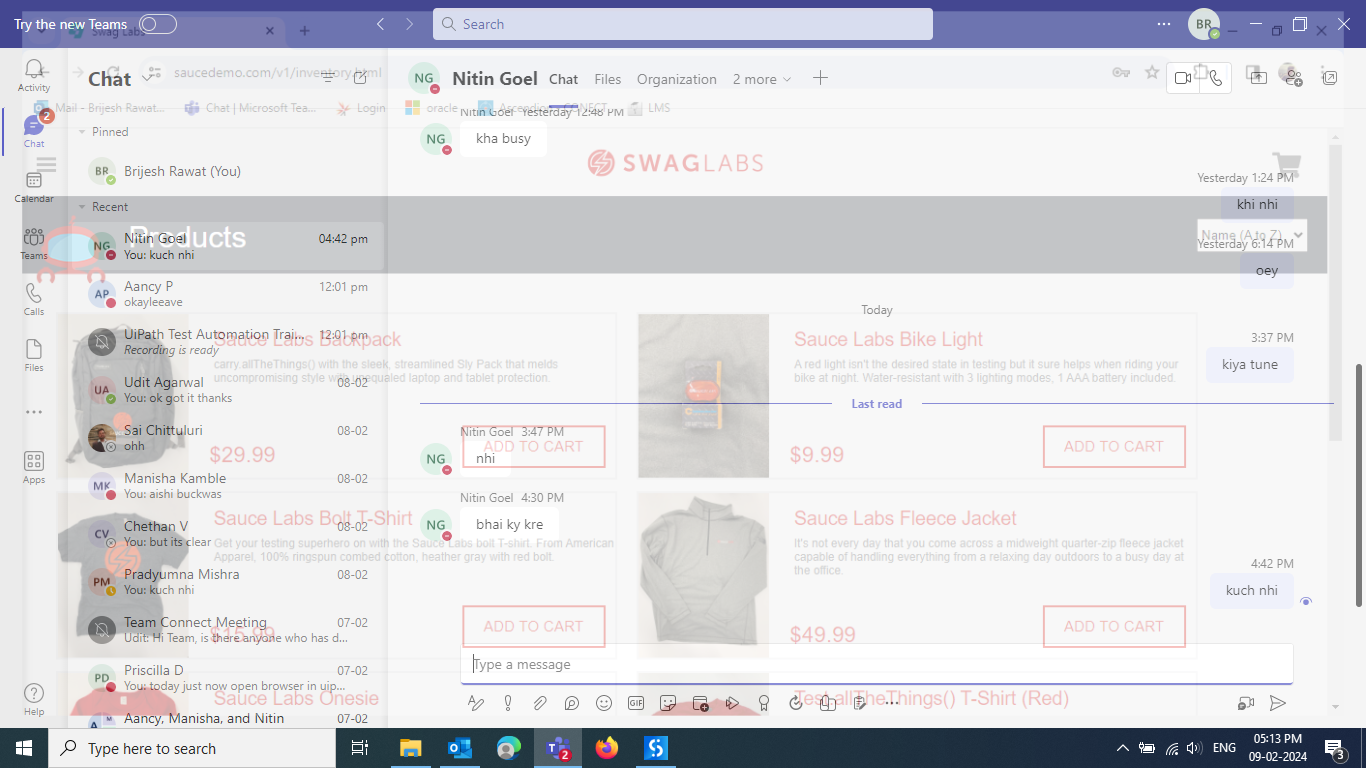 Try the new Teams
Search
BR
Swag Labs
saucedemo.com/v1/inventory.html
Activity
Chat
NG
Nitin Goel
Chat
Files
Organization
2 more
Mail - Brijesh Rawat...
Chat | Microsoft Tea...
Login
oracle
LMS
2
Chat
Pinned
BR
Brijesh Rawat (You)
Calendar
Recent
Teams
NG
Nitin Goel
04:42 pm
You: kuch nhi
Products
AP
Aancy P
12:01 pm
okayleeave
Calls
UiPath Test Automation Trai...
12:01 pm
Recording is ready
Files
UA
Udit Agarwal
08-02
You: ok got it thanks
Sai Chittuluri
08-02
ohh
Apps
MK
Manisha Kamble
08-02
You: aishi buckwas
CV
Chethan V
08-02
You: but its clear
PM
Pradyumna Mishra
08-02
You: kuch nhi
Team Connect Meeting
07-02
Udit: Hi Team, is there anyone who has d...
PD
Priscilla D
07-02
You: today just now open browser in uip...
Help
Aancy, Manisha, and Nitin
07-02
Nitin Goel Yesterday 12:48 PM
NG
kha busy
SWAGLABS
Yesterday 1:24 PM
khi nhi
Name (A to Z)
Yesterday 6:14 PM
oey
Today
3:37 PM
kiya tune
Last read
Nitin Goel 3:47 PM
NG
nhi
Nitin Goel 4:30 PM
NG
bhai ky kre
4:42 PM
kuch nhi
Type a message
GIF
Sauce Labs Backpack
carry.allTheThings() with the sleek, streamlined Sly Pack that melds
uncompromising style with unequaled laptop and tablet protection.
$29.99
ADD TO CART
Sauce Labs Bike Light
A red light isn't the desired state in testing but it sure helps when riding your
bike at night. Water-resistant with 3 lighting modes, 1 AAA battery included.
$9.99
ADD TO CART
Sauce Labs Bolt T-Shirt
Get your testing superhero on with the Sauce Labs bolt T-shirt. From American
Apparel, 100% ringspun combed cotton, heather gray with red bolt.
$15.99
ADD TO CART
Sauce Labs Fleece Jacket
It's not every day that you come across a midweight quarter-zip fleece jacket
capable of handling everything from a relaxing day outdoors to a busy day at
the office.
$49.99
ADD TO CART
Sauce Labs Onesie
Test.allTheThings() T-Shirt (Red)
Type here to search
2
ENG
05:13 PM
09-02-2024
3